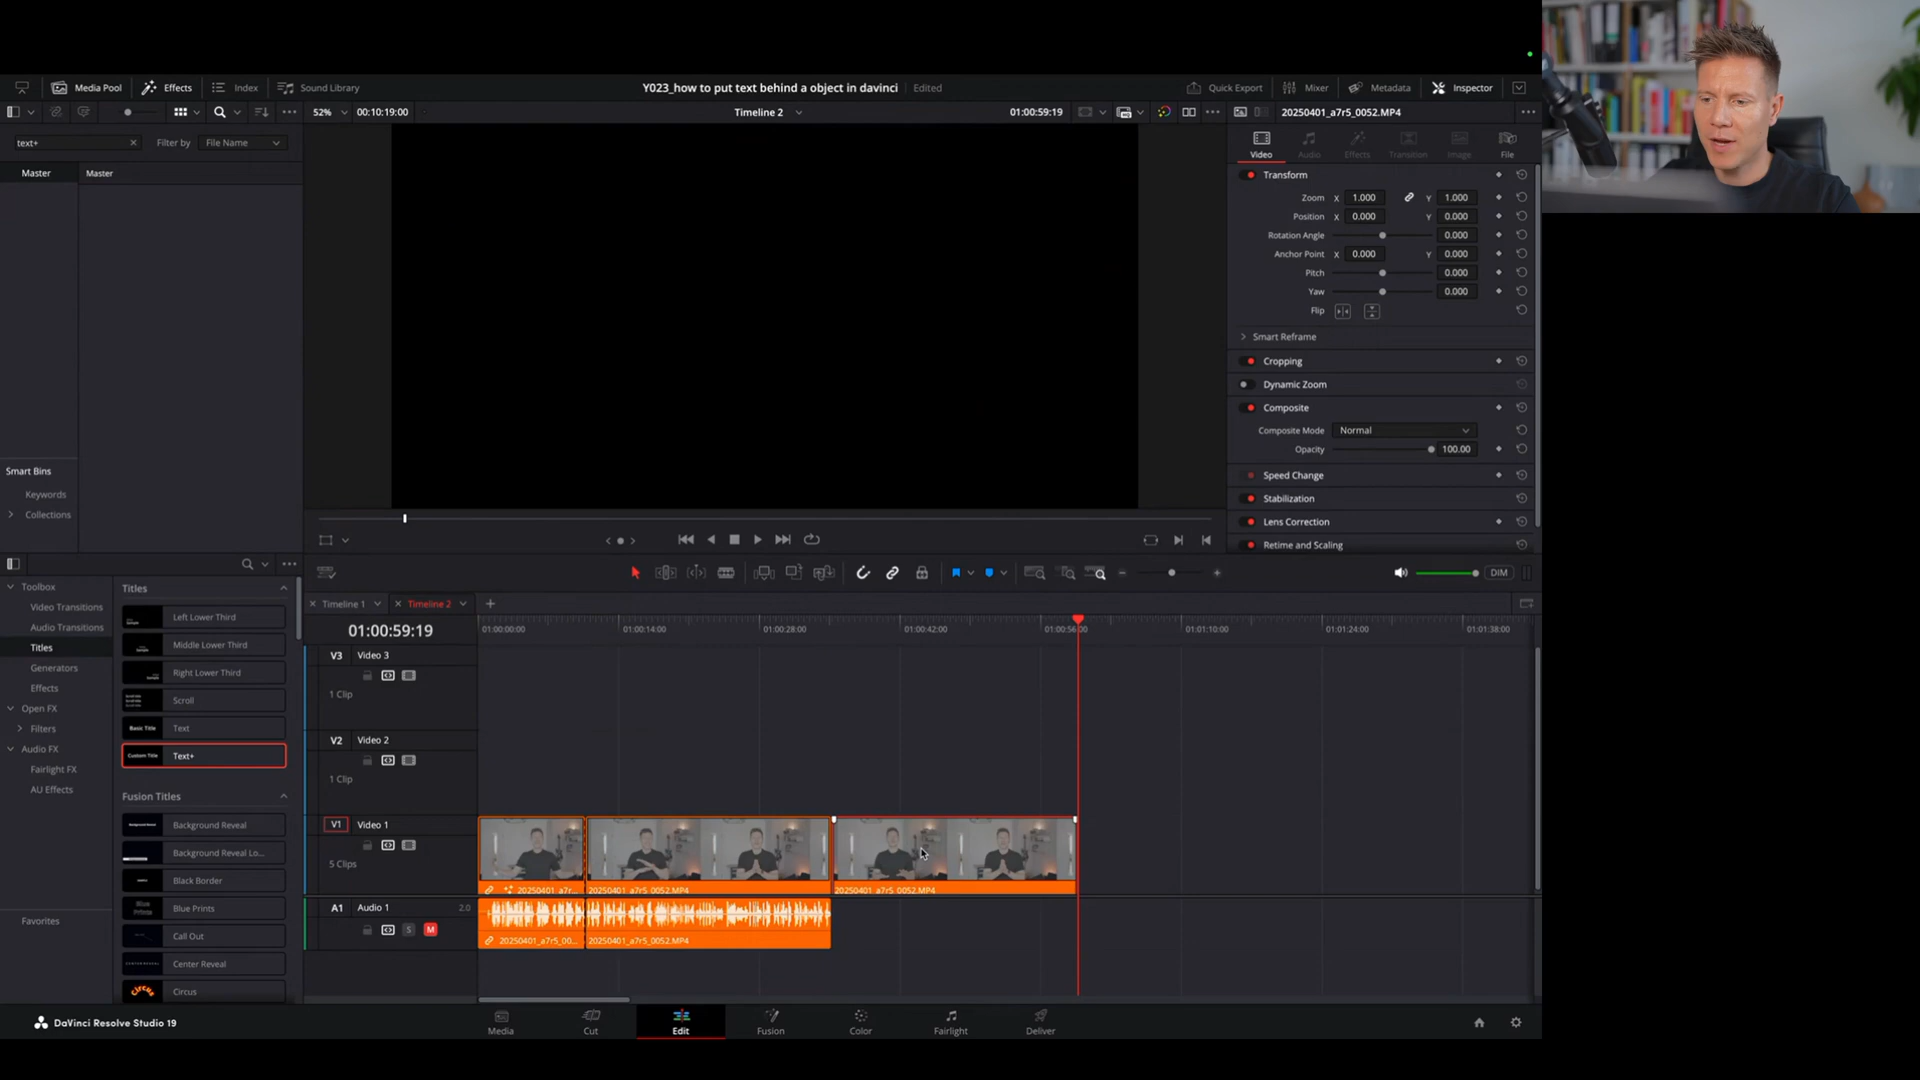 Media Pool Effects Index Sound Library Y023_how to put text behind a object in davinci Edited Quick Export Mixer Metadata Inspector
52% 00:10:19:00 Timeline 2 01:00:59:19 20250401_a7r5_0052.MP4
text+ Filter by File Name
Video Audio Effects Transition Image File
Master Master
Transform
Zoom X 1.000 Y 1.000
Position X 0.000 Y 0.000
Rotation Angle 0.000
Anchor Point X 0.000 Y 0.000
Pitch 0.000
Yaw 0.000
Flip
Smart Reframe
Cropping
Dynamic Zoom
Composite
Composite Mode Normal
Opacity 100.00
Speed Change
Stabilization
Lens Correction
Retime and Scaling
Smart Bins
Keywords
Collections
DIM
Toolbox
Video Transitions
Audio Transitions
Titles
Generators
Effects
Open FX
Filters
Audio FX
Fairlight FX
AU Effects
Favorites
Titles
Left Lower Third
Middle Lower Third
Right Lower Third
Scroll
Basic Title Text
Custom Title Text+
Fusion Titles
Background Reveal
Background Reveal Lo...
Black Border
Blue Prints Blue Prints
Call Out
Center Reveal
Circus Circus
Timeline 1 Timeline 2
01:00:59:19 01:00:00:00 01:00:14:00 01:00:28:00 01:00:42:00 01:00:56:00 01:01:10:00 01:01:24:00 01:01:38:00
V3 Video 3
1 Clip
V2 Video 2
1 Clip
V1 Video 1
5 Clips
20250401_a7r... 20250401_a7r5_0052.MP4 20250401_a7r5_0052.MP4
A1 Audio 1 2.0
S M
20250401_a7r5_00... 20250401_a7r5_0052.MP4
DaVinci Resolve Studio 19
Media Cut Edit Fusion Color Fairlight Deliver